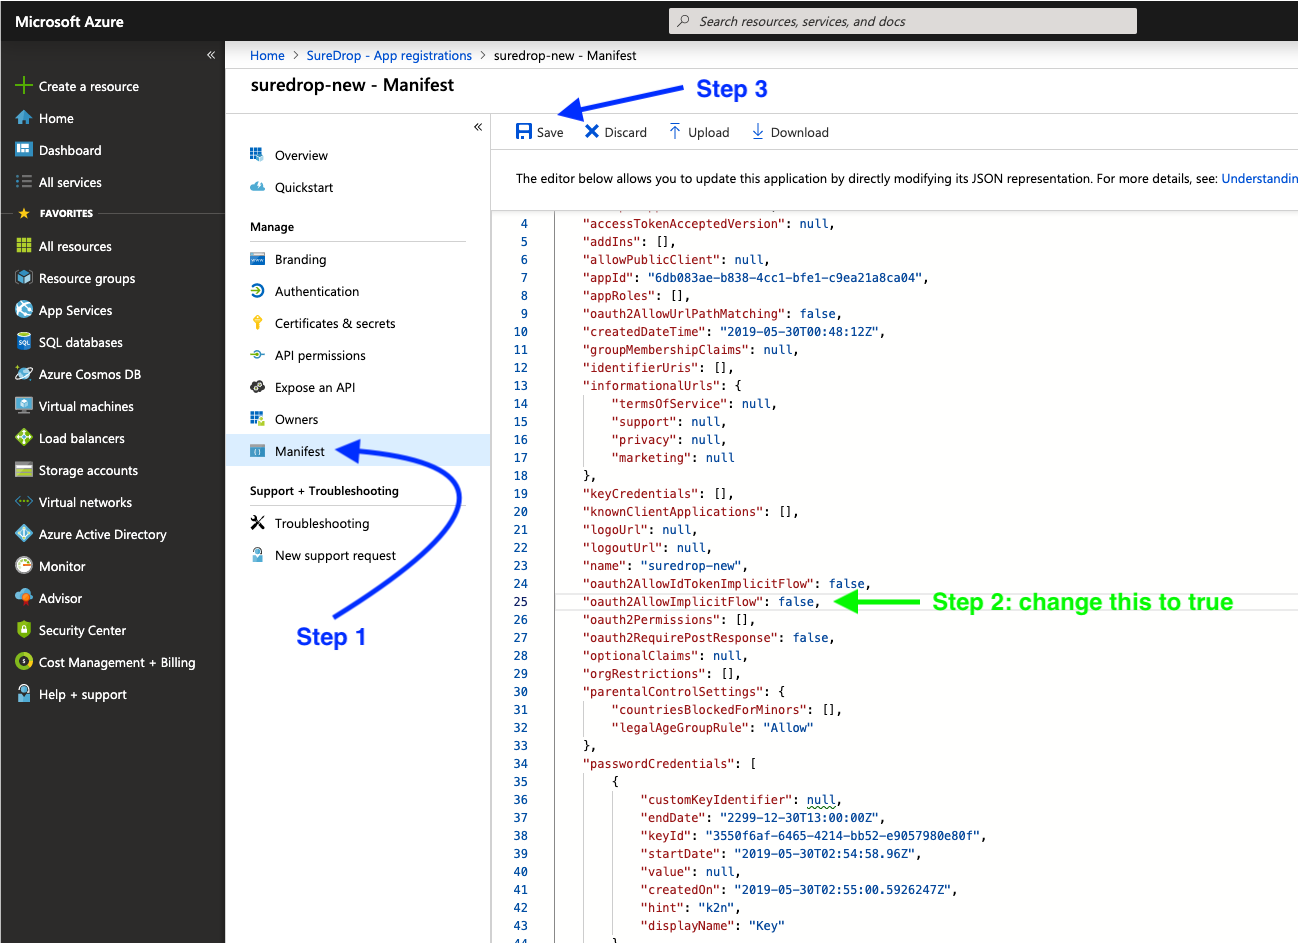 Microsoft Azure
Search resources, services, and docs
«
Create a resource
Home
Dashboard
All services
FAVORITES
All resources
Resource groups
App Services
SQL databases
Azure Cosmos DB
Virtual machines
Load balancers
Storage accounts
Virtual networks
Azure Active Directory
Monitor
Advisor
Security Center
Cost Management + Billing
Help + support
Home > SureDrop - App registrations > suredrop-new - Manifest
suredrop-new - Manifest
«
Overview
Quickstart
Manage
Branding
Authentication
Certificates & secrets
API permissions
Expose an API
Owners
Manifest
Support + Troubleshooting
Troubleshooting
New support request
Step 1
Step 3
Save Discard Upload Download
The editor below allows you to update this application by directly modifying its JSON representation. For more details, see: Understandin
4 "accessTokenAcceptedVersion": null,
5 "addIns": [],
6 "allowPublicClient": null,
7 "appId": "6db083ae-b838-4cc1-bfe1-c9ea21a8ca04",
8 "appRoles": [],
9 "oauth2AllowUrlPathMatching": false,
10 "createdDateTime": "2019-05-30T00:48:12Z",
11 "groupMembershipClaims": null,
12 "identifierUris": [],
13 "informationalUrls": {
14 "termsOfService": null,
15 "support": null,
16 "privacy": null,
17 "marketing": null
18 },
19 "keyCredentials": [],
20 "knownClientApplications": [],
21 "logoUrl": null,
22 "logoutUrl": null,
23 "name": "suredrop-new",
24 "oauth2AllowIdTokenImplicitFlow": false,
25 "oauth2AllowImplicitFlow": false,
Step 2: change this to true
26 "oauth2Permissions": [],
27 "oauth2RequirePostResponse": false,
28 "optionalClaims": null,
29 "orgRestrictions": [],
30 "parentalControlSettings": {
31 "countriesBlockedForMinors": [],
32 "legalAgeGroupRule": "Allow"
33 },
34 "passwordCredentials": [
35 {
36 "customKeyIdentifier": null,
37 "endDate": "2299-12-30T13:00:00Z",
38 "keyId": "3550f6af-6465-4214-bb52-e9057980e80f",
39 "startDate": "2019-05-30T02:54:58.96Z",
40 "value": null,
41 "createdOn": "2019-05-30T02:55:00.5926247Z",
42 "hint": "k2n",
43 "displayName": "Key"
44 }